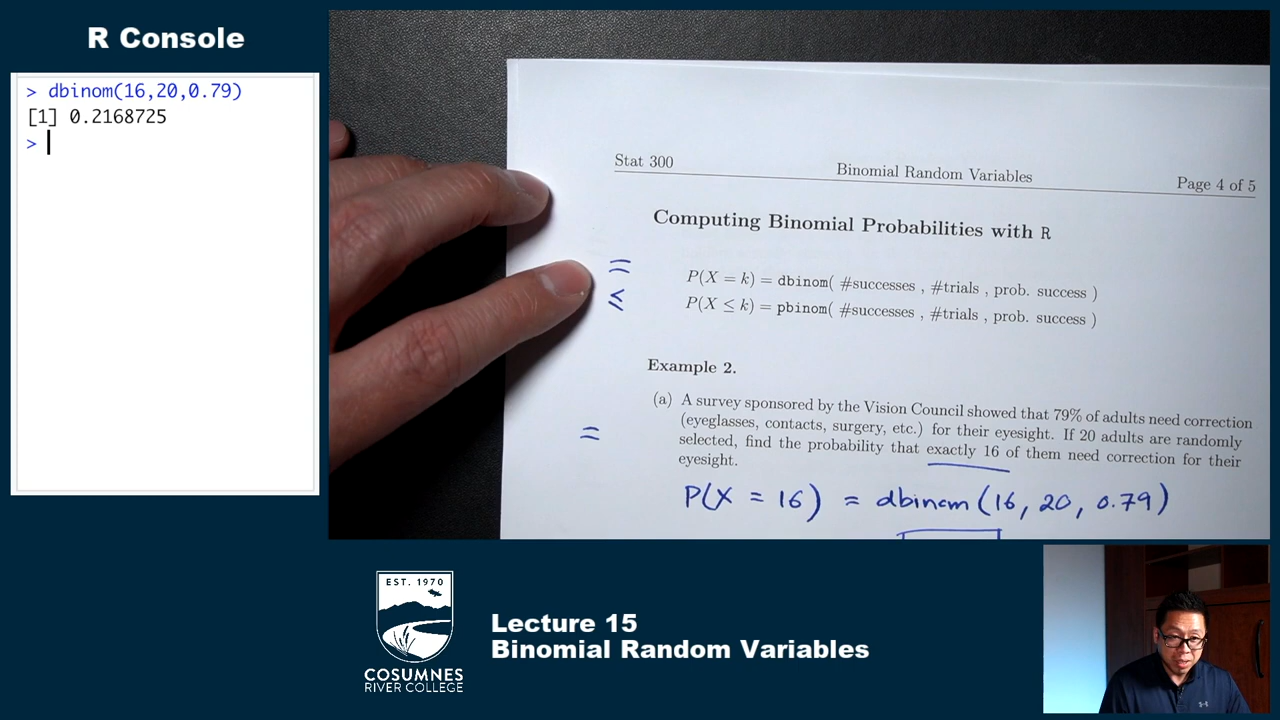 R Console
> dbinom(16,20,0.79)
[1] 0.2168725
>
Stat 300
Binomial Random Variables
Page 4 of 5
Computing Binomial Probabilities with R
=
P(X = k) = dbinom( #successes , #trials , prob. success )
≤
P(X ≤ k) = pbinom( #successes , #trials , prob. success )
Example 2.
(a) A survey sponsored by the Vision Council showed that 79% of adults need correction
(eyeglasses, contacts, surgery, etc.) for their eyesight. If 20 adults are randomly
=
selected, find the probability that exactly 16 of them need correction for their
eyesight.
P(X = 16) = dbinom(16, 20, 0.79)
EST. 1970
COSUMNES
RIVER COLLEGE
Lecture 15
Binomial Random Variables